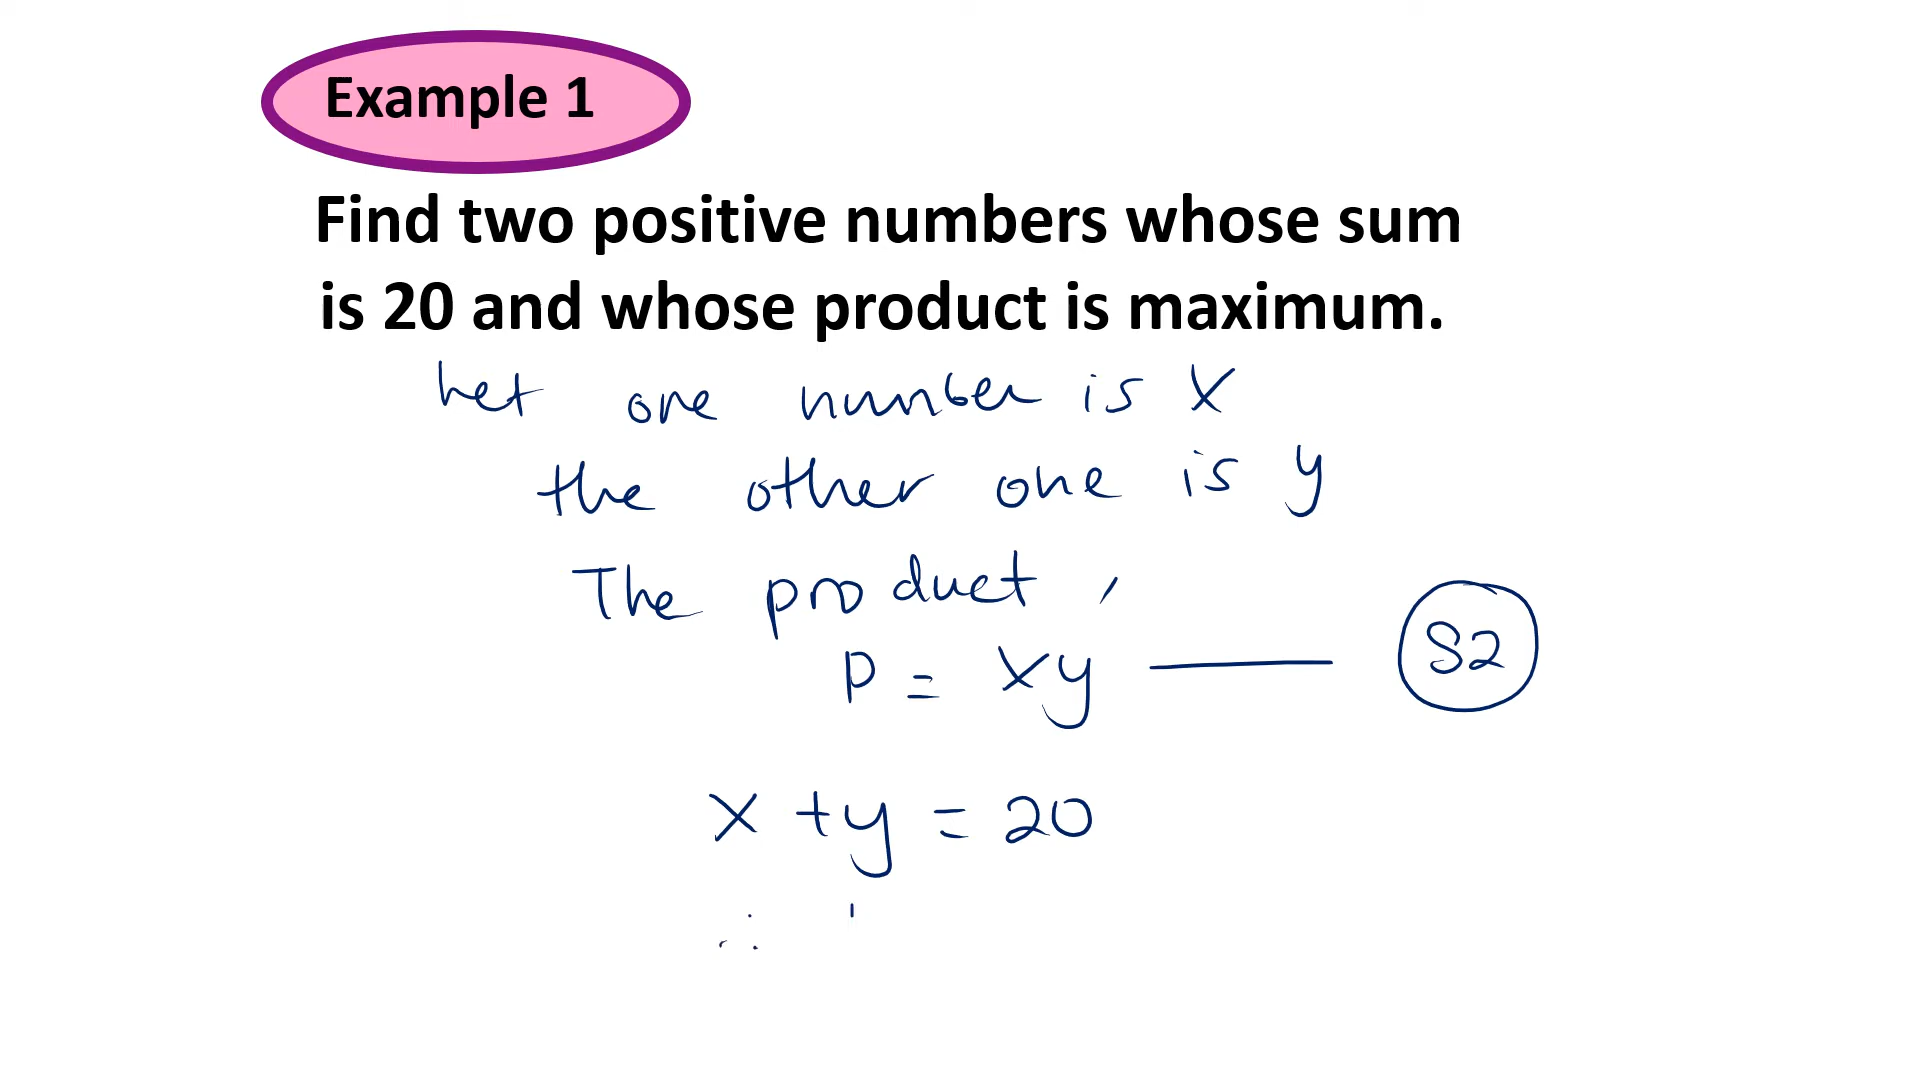 Example 1
Find two positive numbers whose sum
is 20 and whose product is maximum.
Let one number is x
the other one is y
The product,
P = xy — S2
x + y = 20
∴